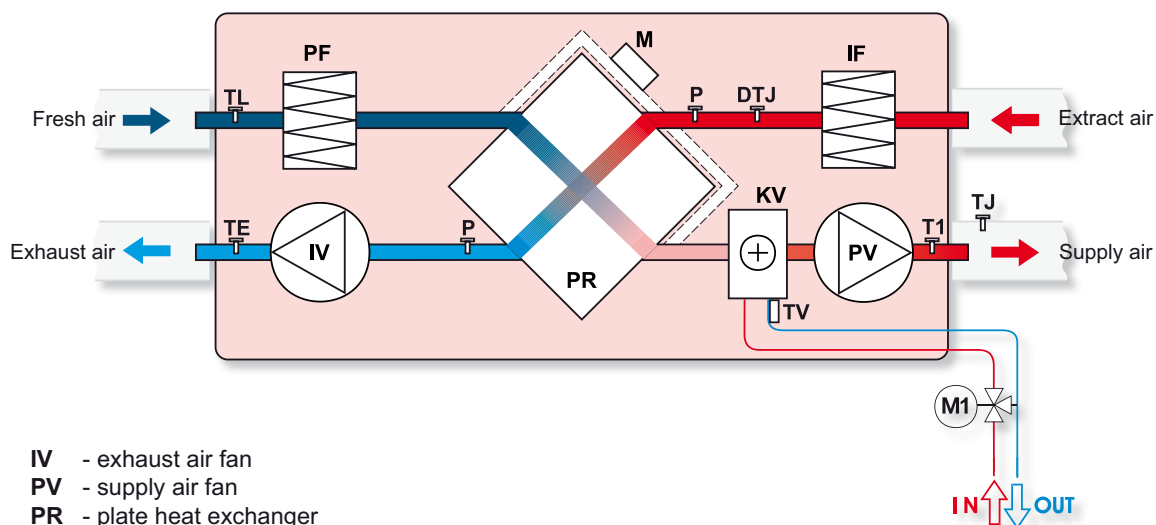 PF
M
IF
TL
P
DTJ
Fresh air
Extract air
KV
TJ
TE
P
T1
Exhaust air
IV
PV
Supply air
PR
TV
M1
IV - exhaust air fan
PV - supply air fan
IN
OUT
PR - plate heat exchanger